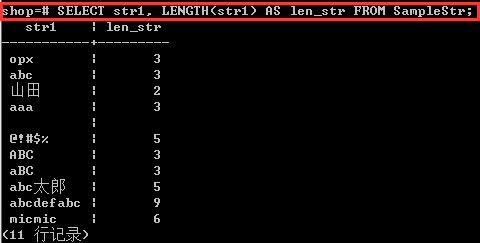 shop=# SELECT str1, LENGTH(str1) AS len_str FROM SampleStr;
str1 | len_str
-----------+---------
opx | 3
abc | 3
山田 | 2
aaa | 3
|
@!#$% | 5
ABC | 3
aBC | 3
abc太郎 | 5
abcdefabc | 9
micmic | 6
(11 行记录)